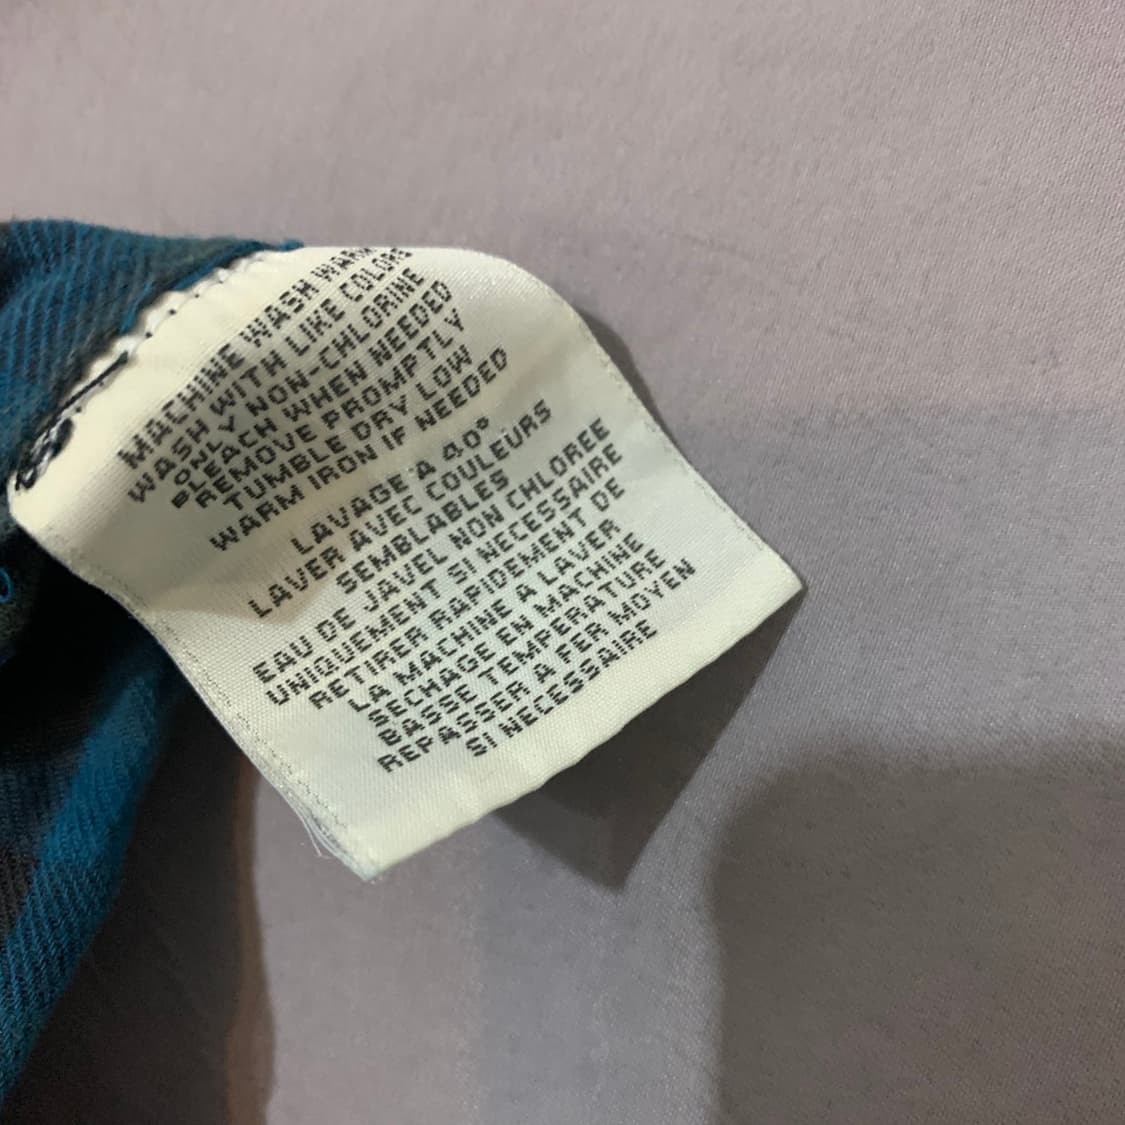 MACHINE WASH WARM
WASH WITH LIKE COLORS
ONLY NON-CHLORINE
BLEACH WHEN NEEDED
REMOVE PROMPTLY
TUMBLE DRY LOW
WARM IRON IF NEEDED
LAVAGE A 40°
LAVER AVEC COULEURS
SEMBLABLES
EAU DE JAVEL NON CHLOREE
UNIQUEMENT SI NECESSAIRE
RETIRER RAPIDEMENT DE
LA MACHINE A LAVER
SECHAGE EN MACHINE
BASSE TEMPERATURE
REPASSER A FER MOYEN
SI NECESSAIRE